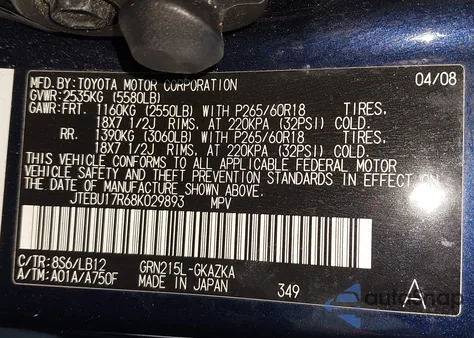 MFD. BY: TOYOTA MOTOR CORPORATION 04/08
GVWR: 2535KG (5580LB)
GAWR: FRT. 1160KG (2550LB) WITH P265/60R18 TIRES,
18X7 1/2J RIMS, AT 220KPA (32PSI) COLD.
RR. 1390KG (3060LB) WITH P265/60R18 TIRES,
18X7 1/2J RIMS, AT 220KPA (32PSI) COLD.
THIS VEHICLE CONFORMS TO ALL APPLICABLE FEDERAL MOTOR
VEHICLE SAFETY AND THEFT PREVENTION STANDARDS IN EFFECT ON
THE DATE OF MANUFACTURE SHOWN ABOVE.
JTEBU17R68K029893 MPV
C/TR: 8S6/LB12 GRN215L-GKAZKA
A/TM: A01A/A750F MADE IN JAPAN 349 A
autosnap